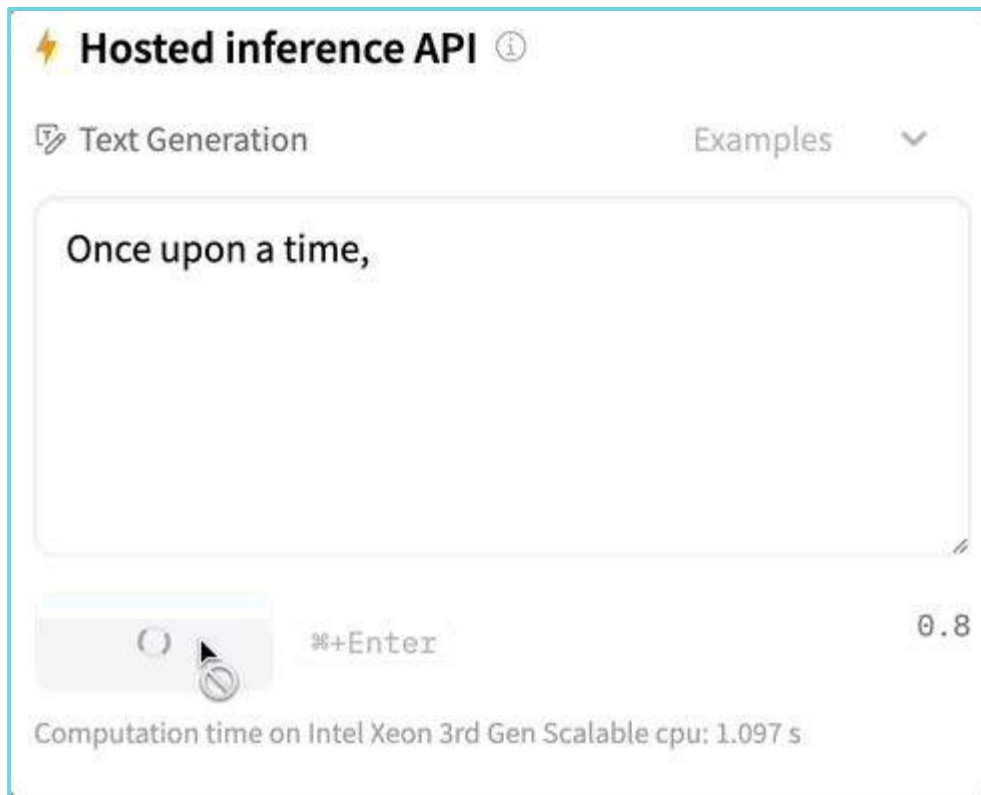 Hosted inference API
Text Generation
Examples
Once upon a time,
⌘+Enter
0.8
Computation time on Intel Xeon 3rd Gen Scalable cpu: 1.097 s